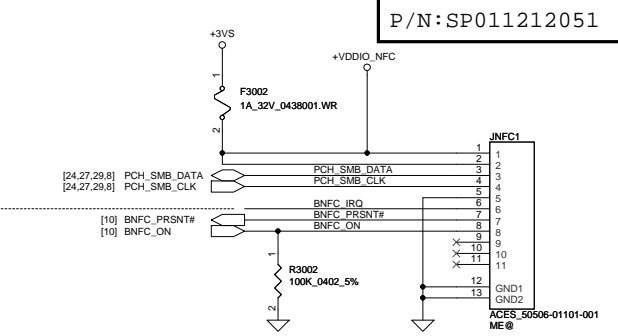 P/N:SP011212051
+3VS
+VDDIO_NFC
1
F3002
1A_32V_0438001.WR
2
JNFC1
1 1
2 2
[24,27,29,8] PCH_SMB_DATA PCH_SMB_DATA 3 3
[24,27,29,8] PCH_SMB_CLK PCH_SMB_CLK 4 4
5 5
BNFC_IRQ 6 6
[10] BNFC_PRSNT# BNFC_PRSNT# 7 7
[10] BNFC_ON BNFC_ON 8 8
9 9
10 10
11 11
1
R3002
100K_0402_5%
2
12 GND1
13 GND2
ACES_50506-01101-001
ME@